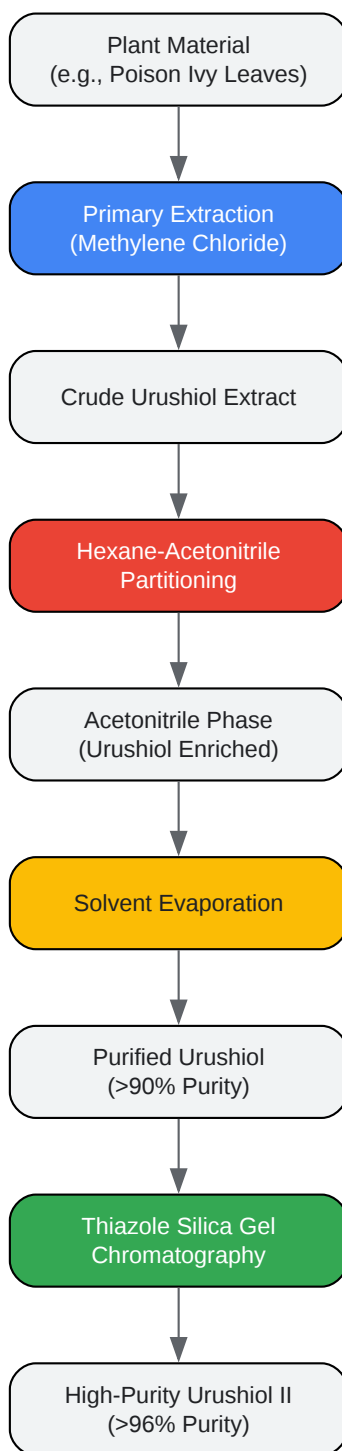 Plant Material
(e.g., Poison Ivy Leaves)
Primary Extraction
(Methylene Chloride)
Crude Urushiol Extract
Hexane-Acetonitrile
Partitioning
Acetonitrile Phase
(Urushiol Enriched)
Solvent Evaporation
Purified Urushiol
(>90% Purity)
Thiazole Silica Gel
Chromatography
High-Purity Urushiol II
(>96% Purity)